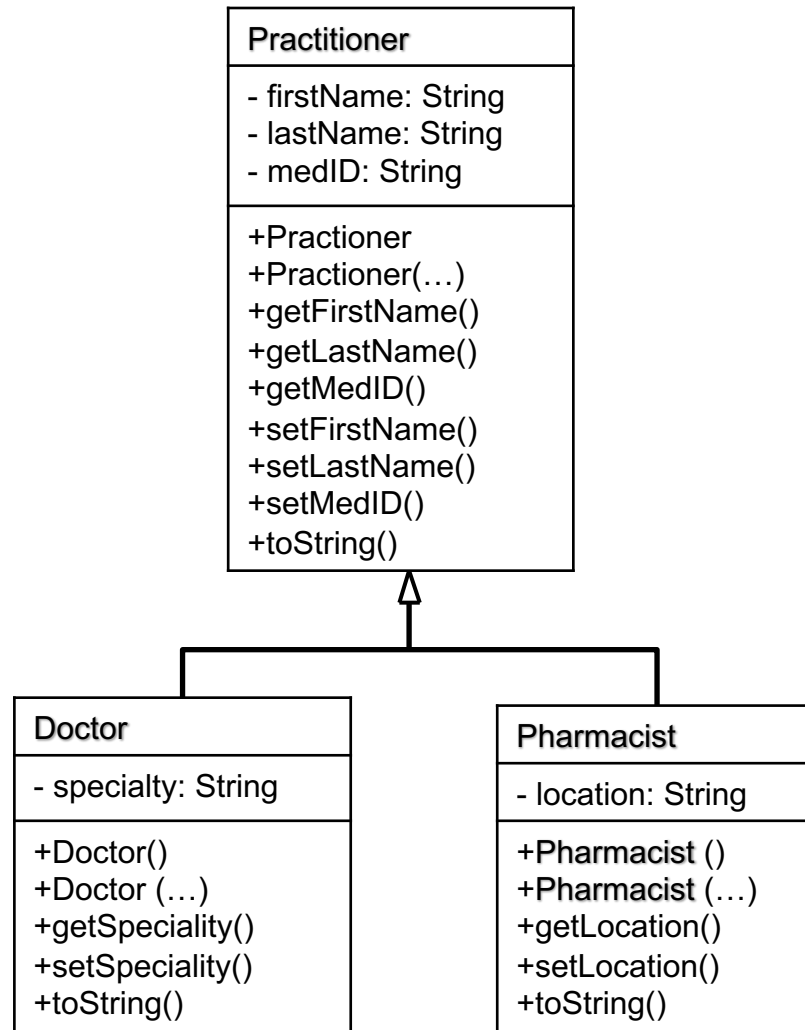 Practitioner
- firstName: String
- lastName: String
- medID: String
+Practioner
+Practioner(…)
+getFirstName()
+getLastName()
+getMedID()
+setFirstName()
+setLastName()
+setMedID()
+toString()
Doctor
- specialty: String
+Doctor()
+Doctor (…)
+getSpeciality()
+setSpeciality()
+toString()
Pharmacist
- location: String
+Pharmacist ()
+Pharmacist (…)
+getLocation()
+setLocation()
+toString()